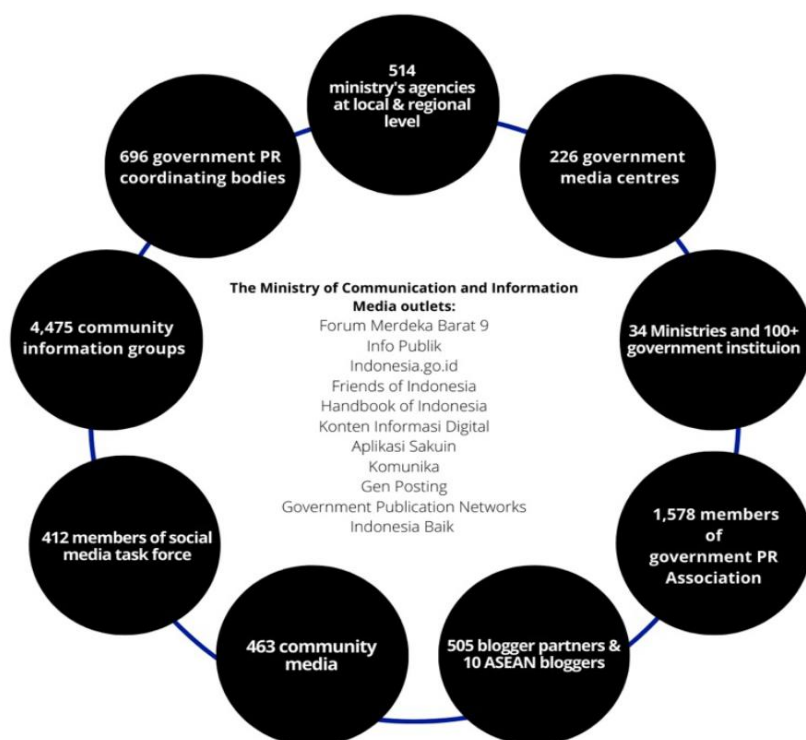 514
ministry's agencies
at local & regional
level
226 government
media centres
34 Ministries and 100+
government instituion
1,578 members
of
government PR
Association
505 blogger partners &
10 ASEAN bloggers
463 community
media
412 members of social
media task force
4,475 community
information groups
696 government PR
coordinating bodies
The Ministry of Communication and Information
Media outlets:
Forum Merdeka Barat 9
Info Publik
Indonesia.go.id
Friends of Indonesia
Handbook of Indonesia
Konten Informasi Digital
Aplikasi Sakuin
Komunika
Gen Posting
Government Publication Networks
Indonesia Baik